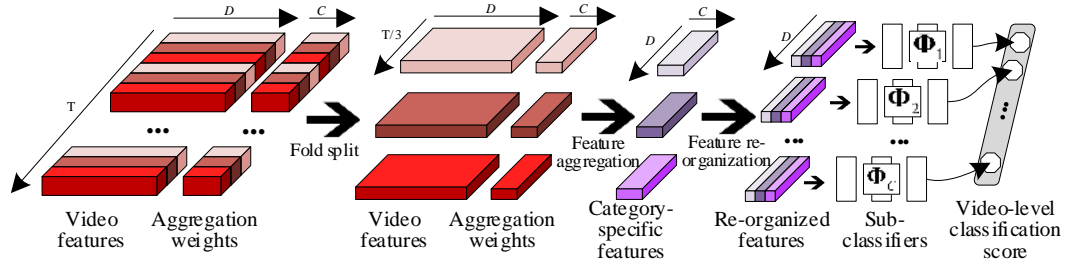 D
C
T
•••
•••
Video
features
Aggregation
weights
Fold split
T/3
D
C
Video
features
Aggregation
weights
Feature
aggregation
D
C
Category-
specific
features
Feature re-
organization
D
•••
Re-organized
features
Φ1
Φ2
•••
ΦC
Sub-
classifiers
Video-level
classification
score